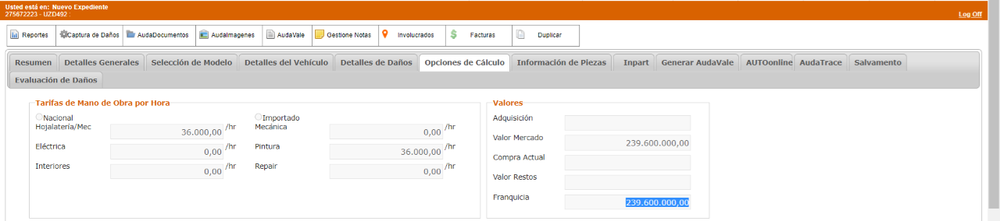 Usted está en: Nuevo Expediente
275672223 - UZD492 :
Log Off
Reportes Captura de Daños AudaDocumentos AudaImagenes AudaVale Gestione Notas Involucrados Facturas Duplicar
Resumen Detalles Generales Selección de Modelo Detalles del Vehículo Detalles de Daños Opciones de Cálculo Información de Piezas Inpart Generar AudaVale AUTOonline AudaTrace Salvamento
Evaluación de Daños
Tarifas de Mano de Obra por Hora
Nacional Importado
Hojalatería/Mec 36.000,00 /hr Mecánica 0,00 /hr
Eléctrica 0,00 /hr Pintura 36.000,00 /hr
Interiores 0,00 /hr Repair 0,00 /hr
Valores
Adquisición
Valor Mercado 239.600.000,00
Compra Actual
Valor Restos
Franquicia 239.600.000,00